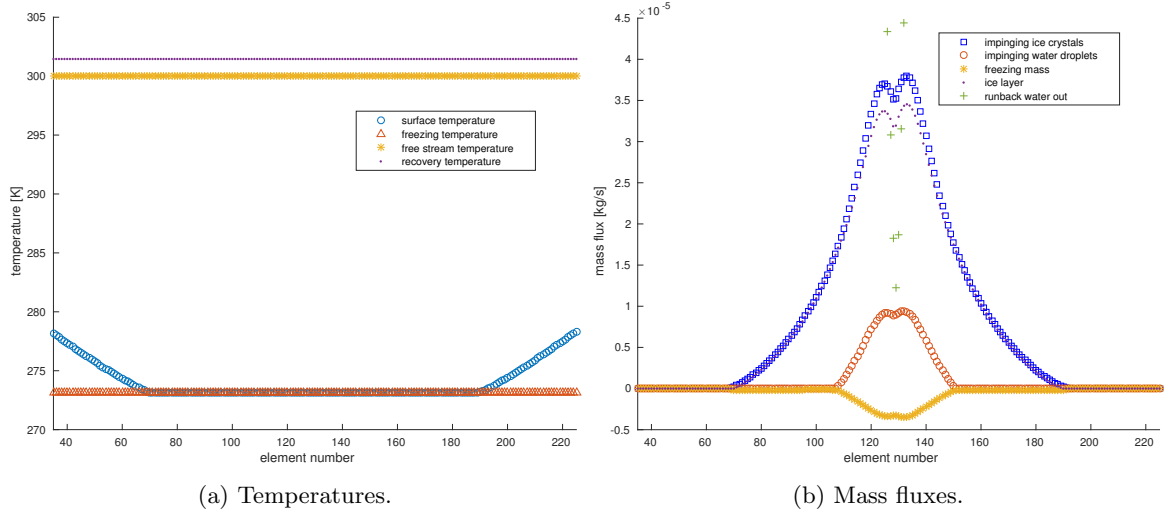 305
300
295
290
285
280
275
270
temperature [K]
40 60 80 100 120 140 160 180 200 220
element number
surface temperature
freezing temperature
free stream temperature
recovery temperature
(a) Temperatures.
×10⁻⁵
4.5
4
3.5
3
2.5
2
1.5
1
0.5
0
-0.5
mass flux [kg/s]
40 60 80 100 120 140 160 180 200 220
element number
impinging ice crystals
impinging water droplets
freezing mass
ice layer
runback water out
(b) Mass fluxes.